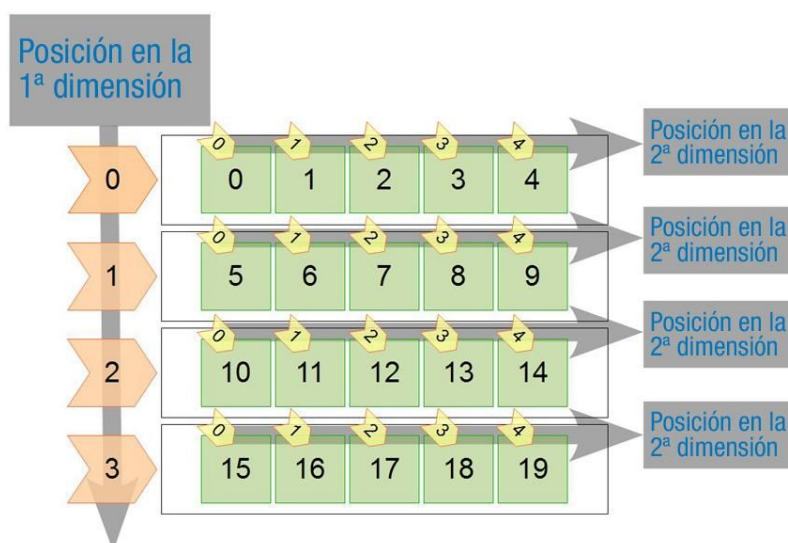 Posición en la
1ª dimensión
0 1 2 3 4
Posición en la
2ª dimensión
0
0 1 2 3 4
0 1 2 3 4
Posición en la
2ª dimensión
1
5 6 7 8 9
0 1 2 3 4
Posición en la
2ª dimensión
2
10 11 12 13 14
0 1 2 3 4
Posición en la
2ª dimensión
3
15 16 17 18 19